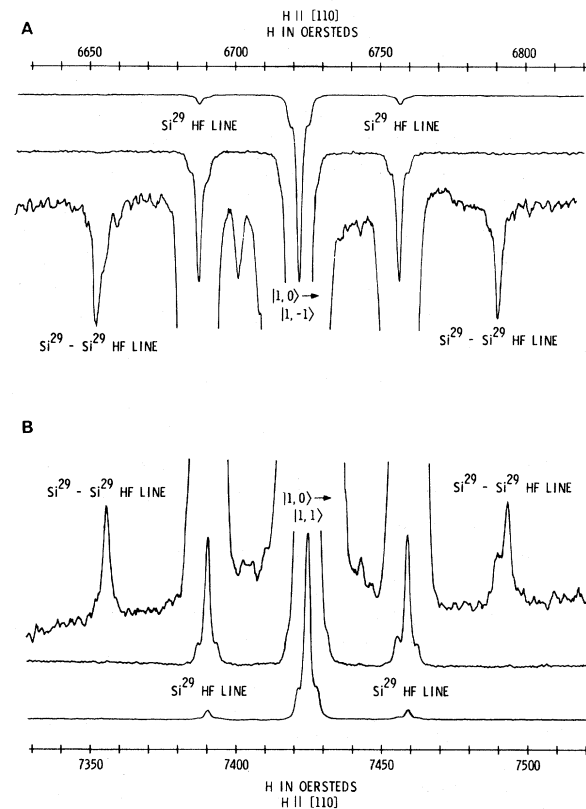 A
H || [110]
H IN OERSTEDS
6650 6700 6750 6800
Si²⁹ HF LINE Si²⁹ HF LINE
|1, 0⟩ →
|1, -1⟩
Si²⁹ - Si²⁹ HF LINE Si²⁹ - Si²⁹ HF LINE
B
Si²⁹ - Si²⁹ HF LINE Si²⁹ - Si²⁹ HF LINE
|1, 0⟩ →
|1, 1⟩
Si²⁹ HF LINE Si²⁹ HF LINE
7350 7400 7450 7500
H IN OERSTEDS
H || [110]